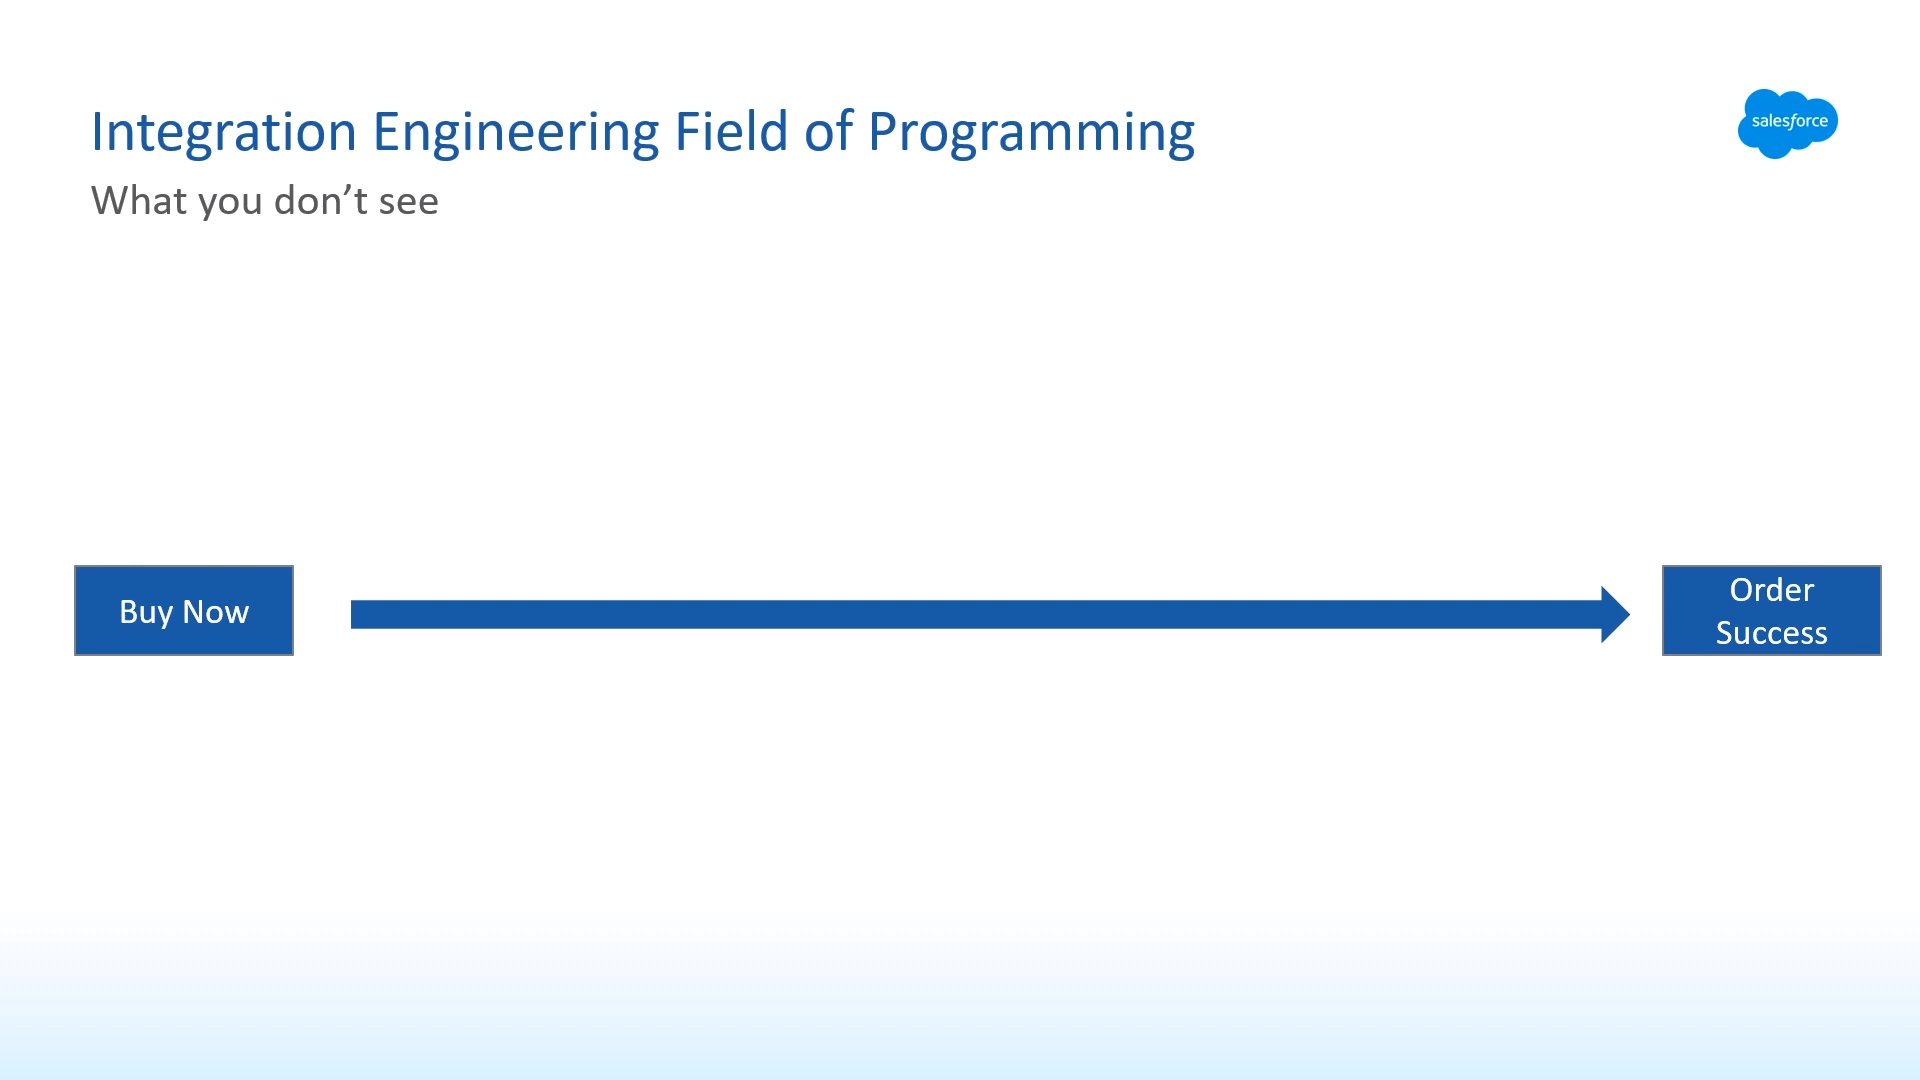 Integration Engineering Field of Programming
salesforce
What you don’t see
Buy Now
Order
Success